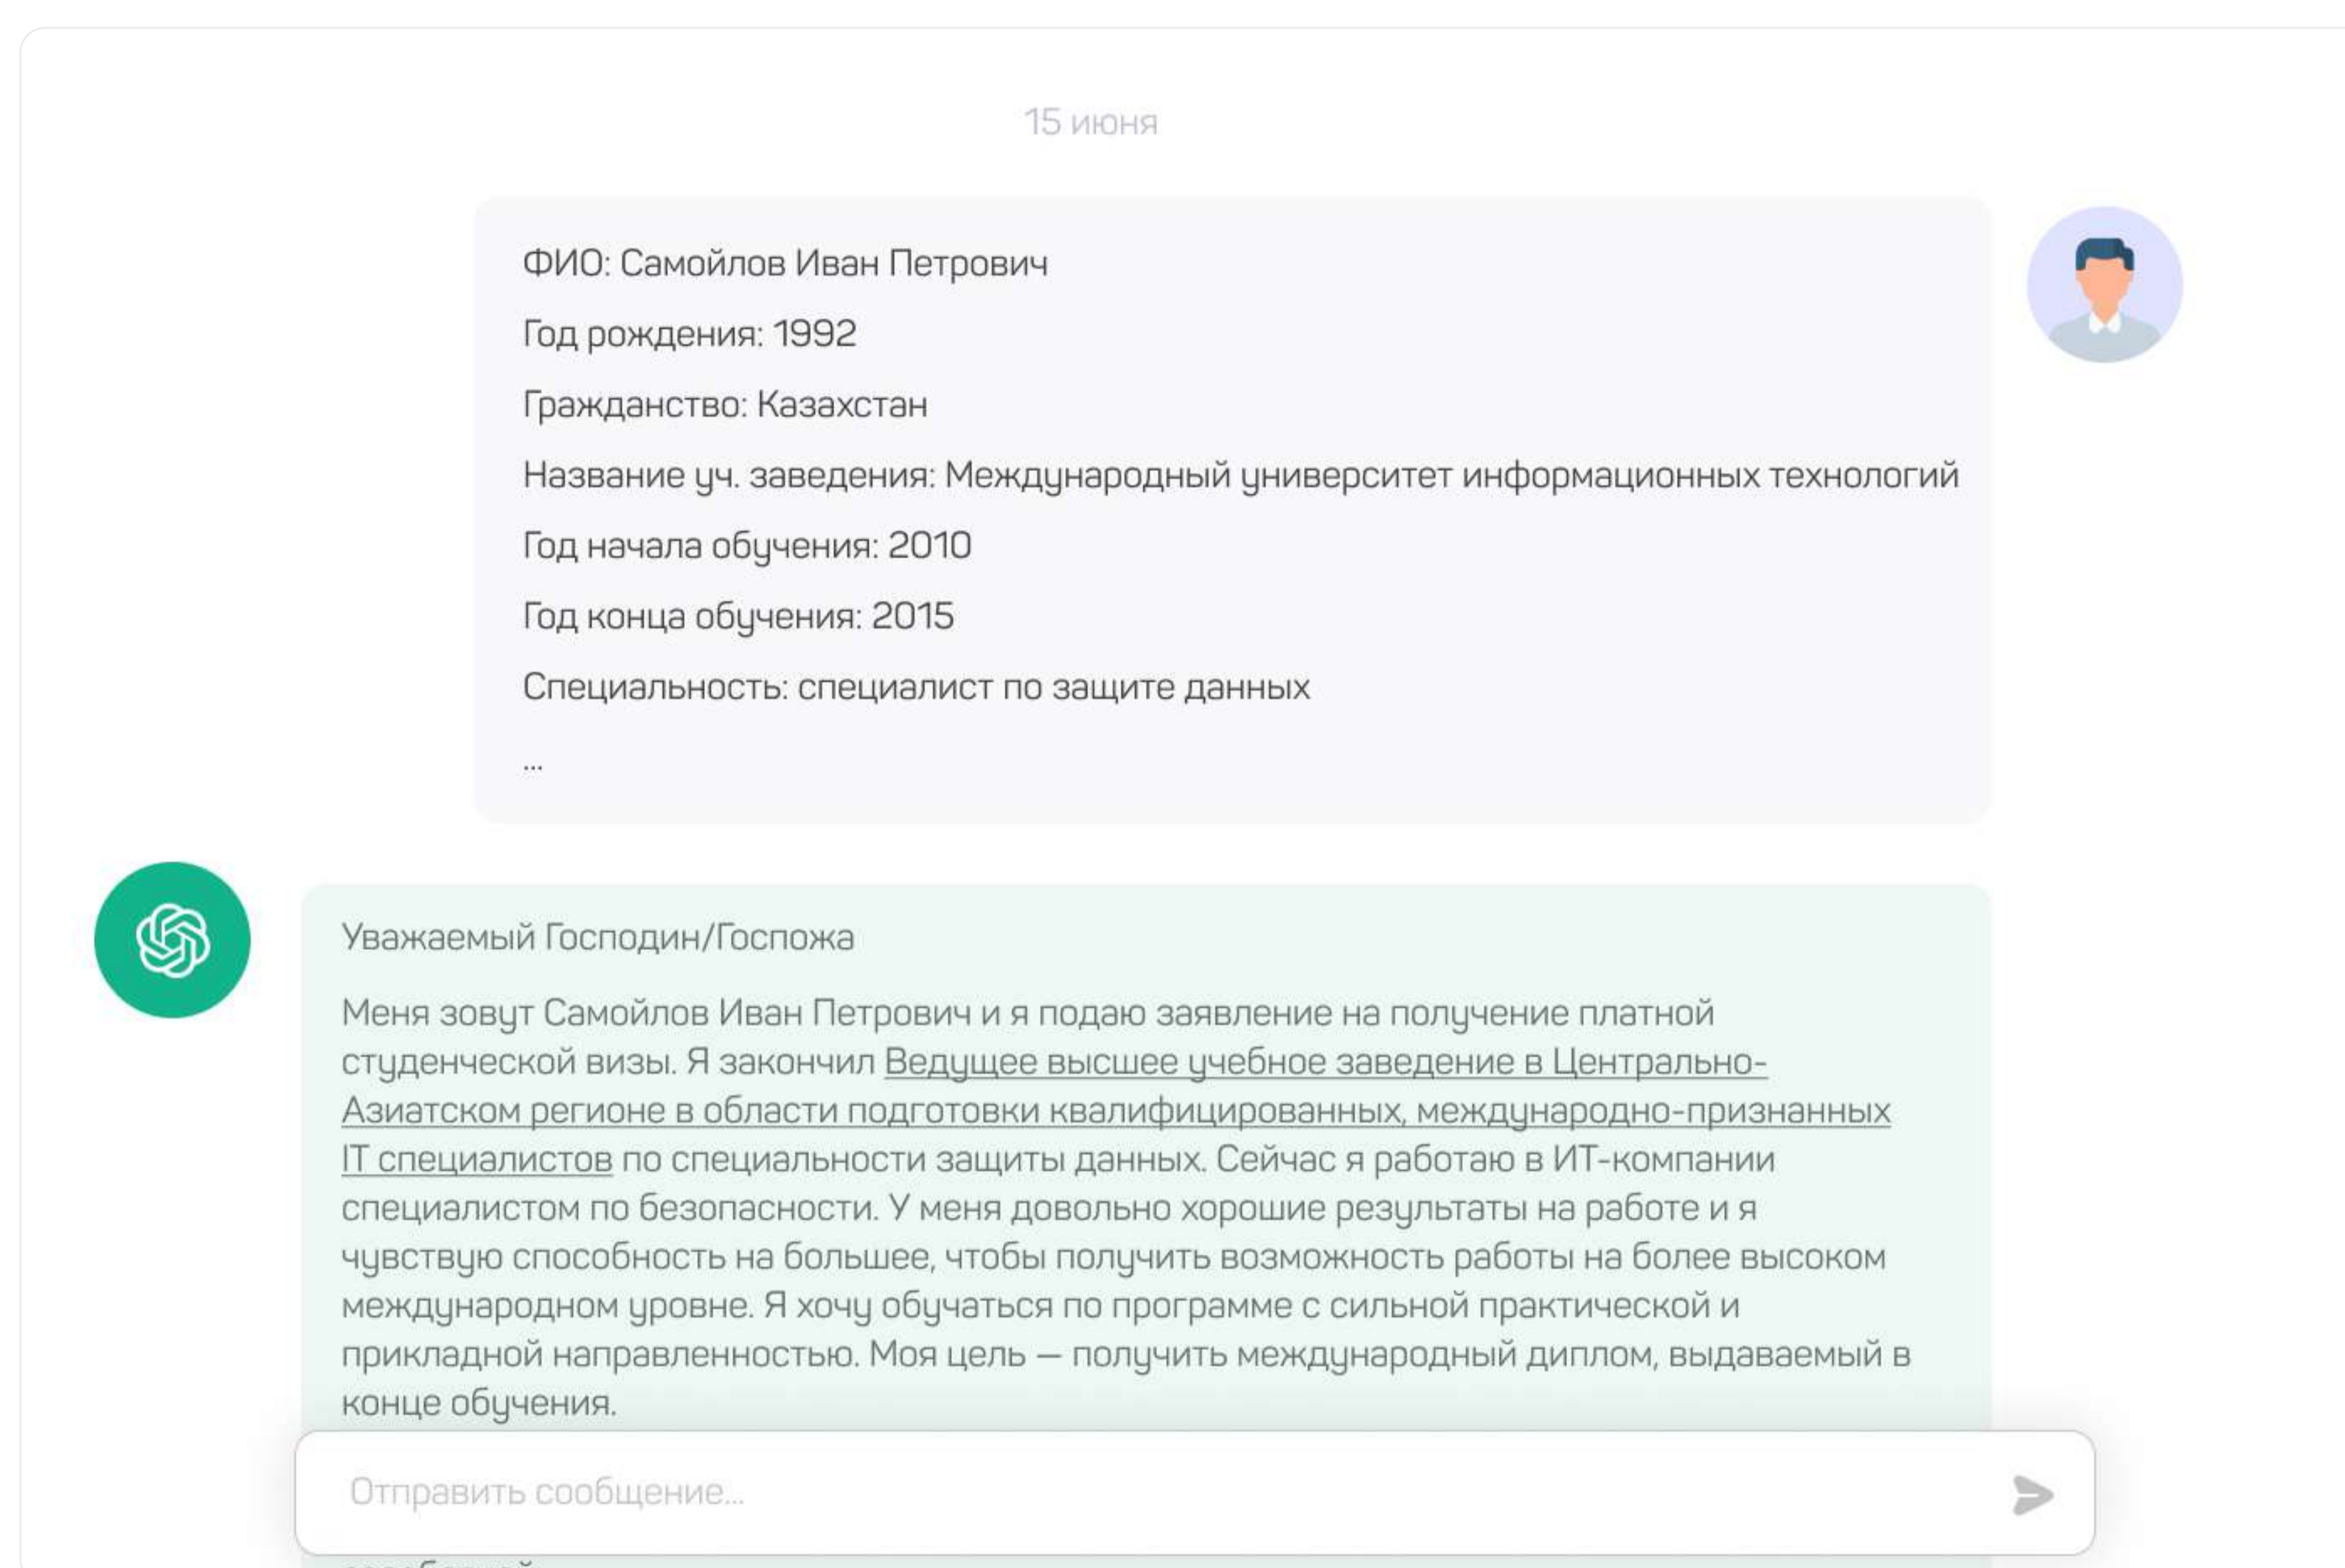 15 июня
ФИО: Самойлов Иван Петрович
Год рождения: 1992
Гражданство: Казахстан
Название уч. заведения: Международный университет информационных технологий
Год начала обучения: 2010
Год конца обучения: 2015
Специальность: специалист по защите данных
...
Уважаемый Господин/Госпожа
Меня зовут Самойлов Иван Петрович и я подаю заявление на получение платной
студенческой визы. Я закончил Ведущее высшее учебное заведение в Центрально-
Азиатском регионе в области подготовки квалифицированных, международно-признанных
IT специалистов по специальности защиты данных. Сейчас я работаю в ИТ-компании
специалистом по безопасности. У меня довольно хорошие результаты на работе и я
чувствую способность на большее, чтобы получить возможность работы на более высоком
международном уровне. Я хочу обучаться по программе с сильной практической и
прикладной направленностью. Моя цель — получить международный диплом, выдаваемый в
конце обучения.
Отправить сообщение...